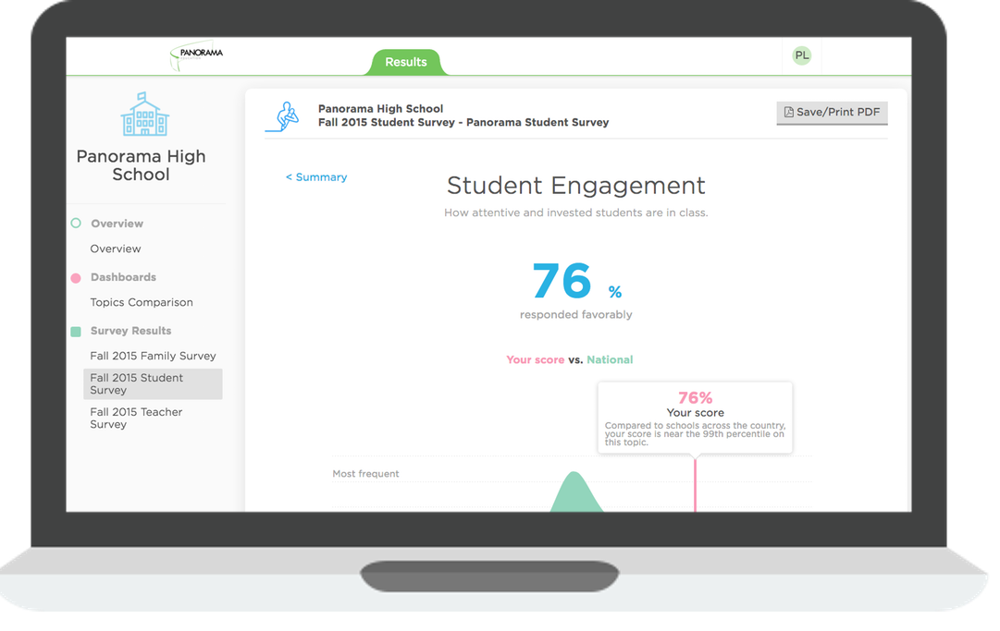 PANORAMA
Results
PL
Panorama High
School
Overview
Overview
Dashboards
Topics Comparison
Survey Results
Fall 2015 Family Survey
Fall 2015 Student
Survey
Fall 2015 Teacher
Survey
Panorama High School
Fall 2015 Student Survey - Panorama Student Survey
Save/Print PDF
< Summary
Student Engagement
How attentive and invested students are in class.
76 %
responded favorably
Your score vs. National
76%
Your score
Compared to schools across the country,
your score is near the 99th percentile on
this topic.
Most frequent